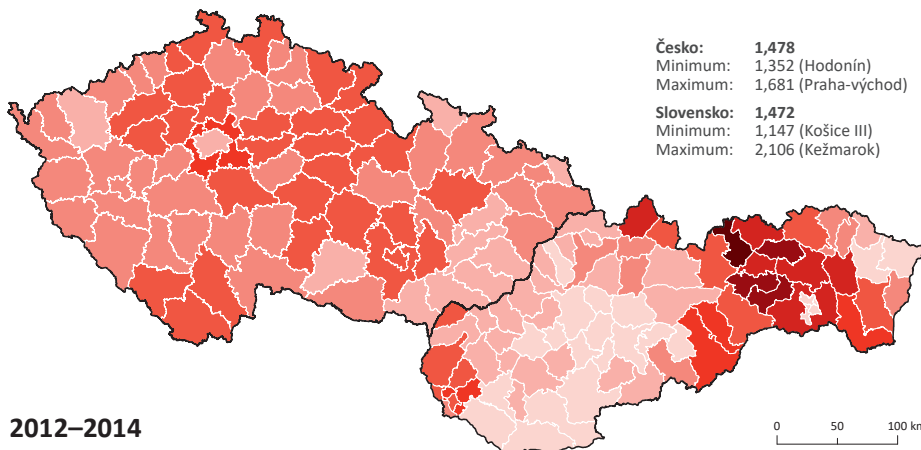 Česko: 1,478
Minimum: 1,352 (Hodonín)
Maximum: 1,681 (Praha-východ)
Slovensko: 1,472
Minimum: 1,147 (Košice III)
Maximum: 2,106 (Kežmarok)
2012–2014
0 50 100 km